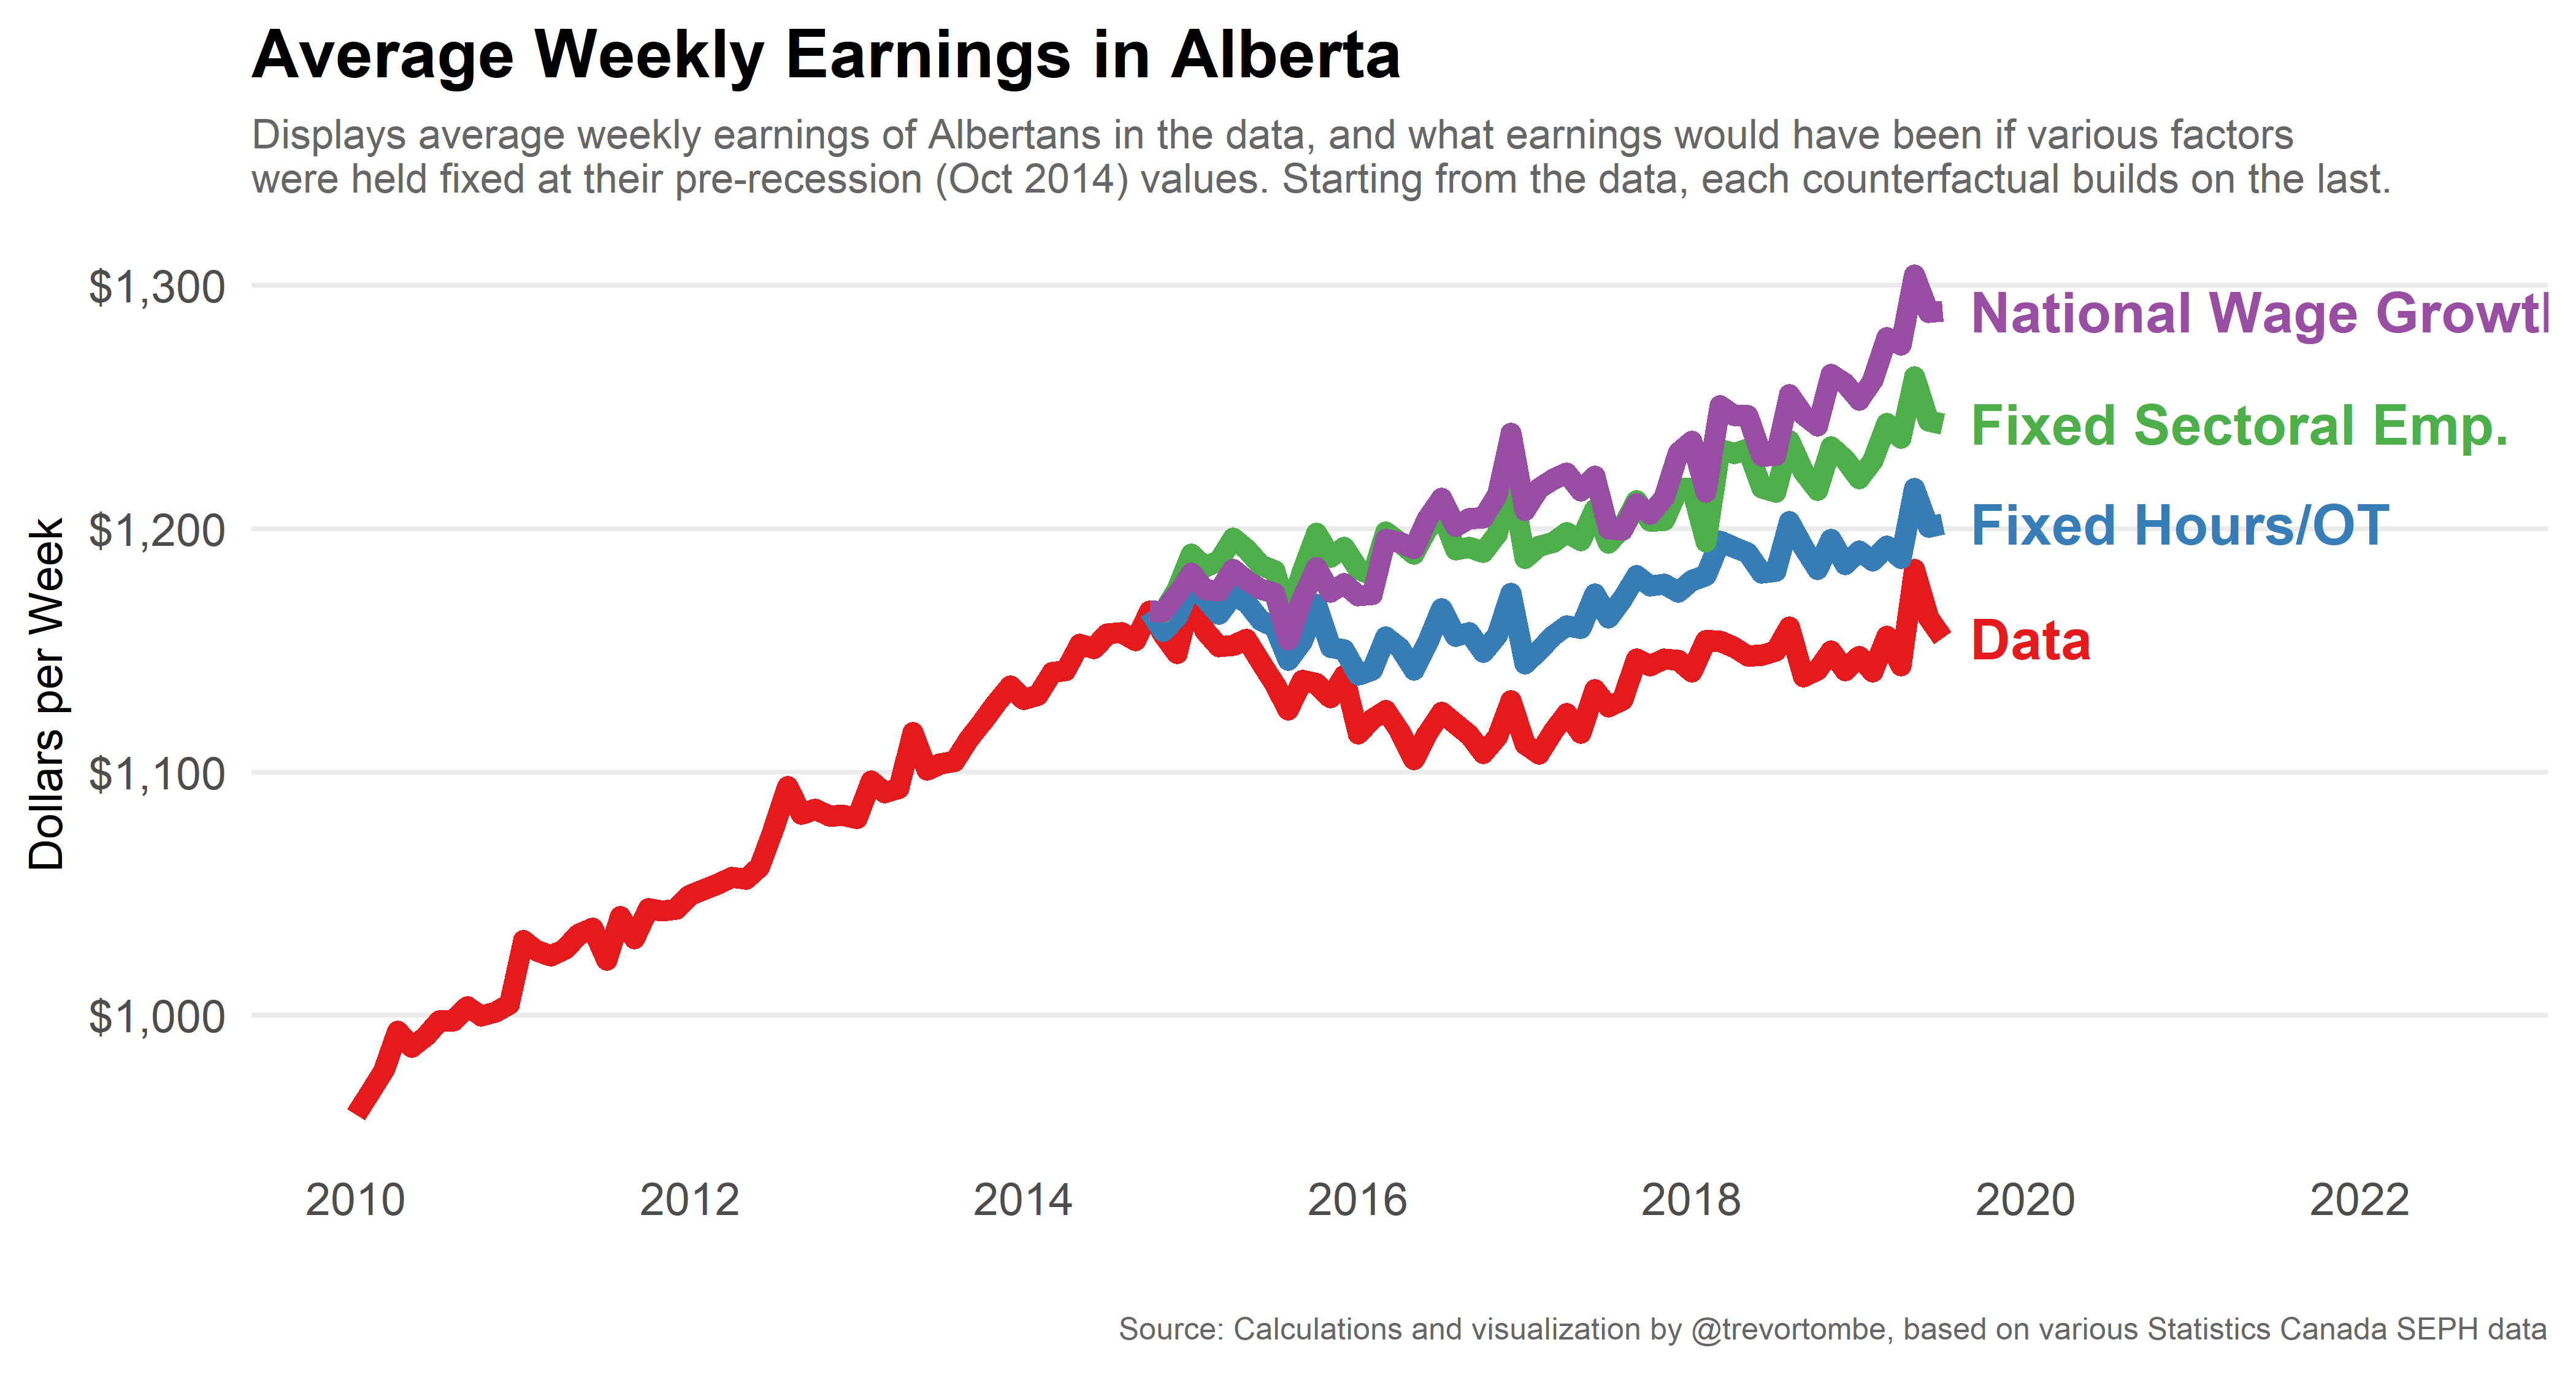 Average Weekly Earnings in Alberta
Displays average weekly earnings of Albertans in the data, and what earnings would have been if various factors
were held fixed at their pre-recession (Oct 2014) values. Starting from the data, each counterfactual builds on the last.
Dollars per Week
$1,300
$1,200
$1,100
$1,000
National Wage Growth
Fixed Sectoral Emp.
Fixed Hours/OT
Data
2010 2012 2014 2016 2018 2020 2022
Source: Calculations and visualization by @trevortombe, based on various Statistics Canada SEPH data